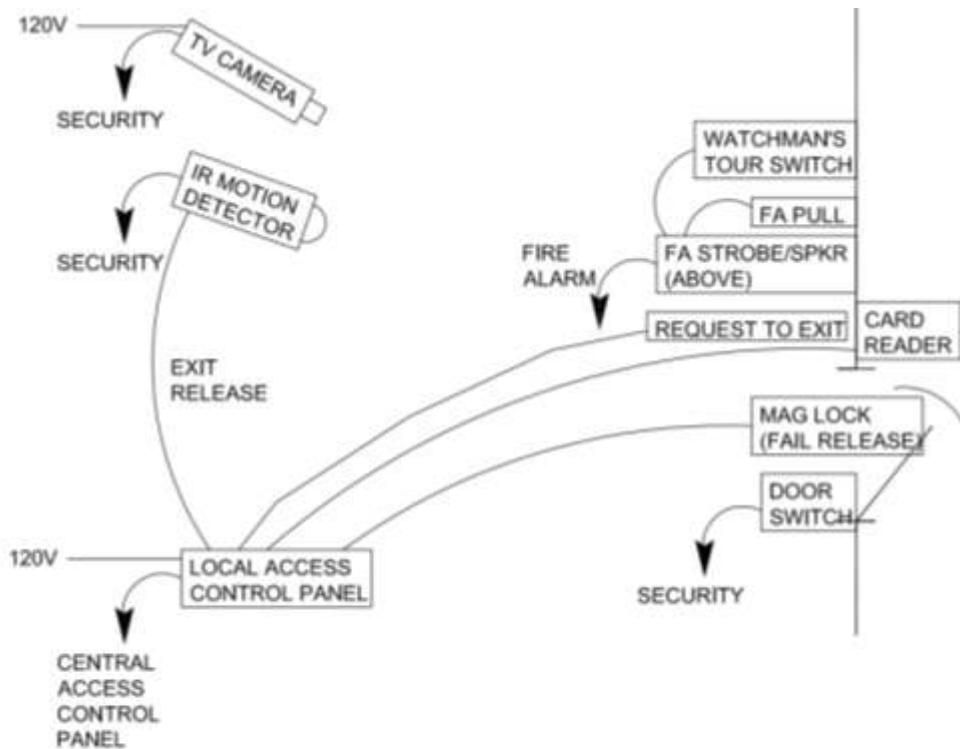 120V
TV CAMERA
SECURITY
WATCHMAN'S
TOUR SWITCH
IR MOTION
DETECTOR
FA PULL
SECURITY
FIRE
ALARM
FA STROBE/SPKR
(ABOVE)
REQUEST TO EXIT
CARD
READER
EXIT
RELEASE
MAG LOCK
(FAIL RELEASE)
DOOR
SWITCH
120V
LOCAL ACCESS
CONTROL PANEL
SECURITY
CENTRAL
ACCESS
CONTROL
PANEL